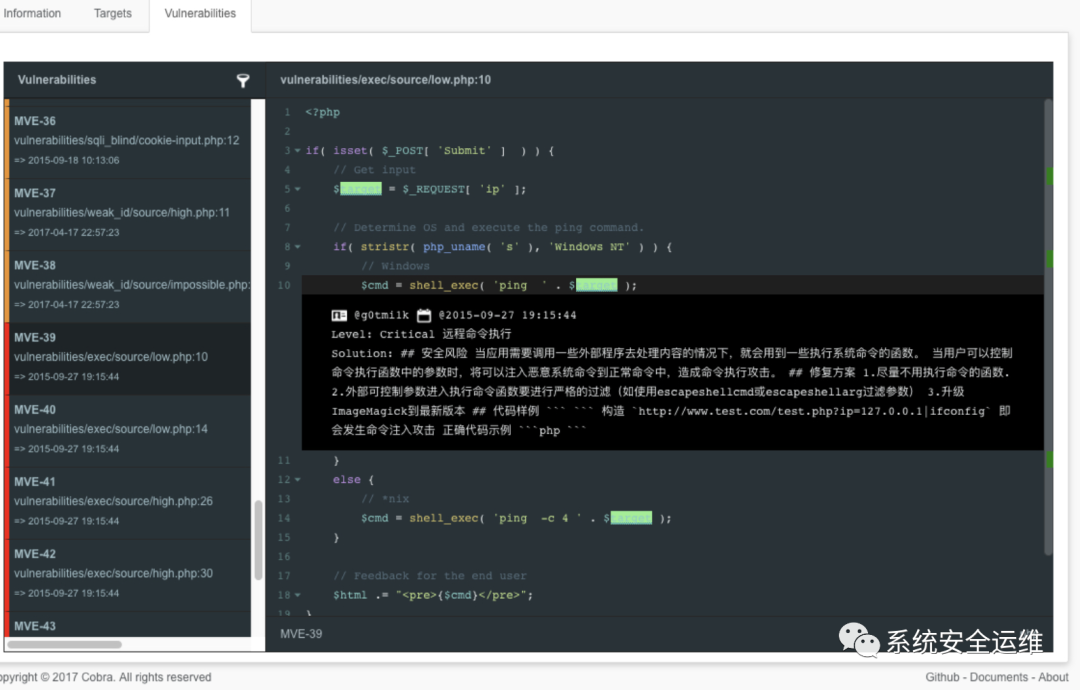 Information Targets Vulnerabilities
Vulnerabilities
MVE-36
vulnerabilities/sqli_blind/cookie-input.php:12
=> 2015-09-18 10:13:06
MVE-37
vulnerabilities/weak_id/source/high.php:11
=> 2017-04-17 22:57:23
MVE-38
vulnerabilities/weak_id/source/impossible.php:
=> 2017-04-17 22:57:23
MVE-39
vulnerabilities/exec/source/low.php:10
=> 2015-09-27 19:15:44
MVE-40
vulnerabilities/exec/source/low.php:14
=> 2015-09-27 19:15:44
MVE-41
vulnerabilities/exec/source/high.php:26
=> 2015-09-27 19:15:44
MVE-42
vulnerabilities/exec/source/high.php:30
=> 2015-09-27 19:15:44
MVE-43
vulnerabilities/exec/source/low.php:10
1 <?php
2
3 if( isset( $_POST[ 'Submit' ] ) ) {
4 // Get input
5 $target = $_REQUEST[ 'ip' ];
6
7 // Determine OS and execute the ping command.
8 if( stristr( php_uname( 's' ), 'Windows NT' ) ) {
9 // Windows
10 $cmd = shell_exec( 'ping ' . $target );
@g0tmi1k @2015-09-27 19:15:44
Level: Critical 远程命令执行
Solution: ## 安全风险 当应用需要调用一些外部程序去处理内容的情况下，就会用到一些执行系统命令的函数。 当用户可以控制
命令执行函数中的参数时，将可以注入恶意系统命令到正常命令中，造成命令执行攻击。 ## 修复方案 1.尽量不用执行命令的函数.
2.外部可控制参数进入执行命令函数要进行严格的过滤（如使用escapeshellcmd或escapeshellarg过滤参数） 3.升级
ImageMagick到最新版本 ## 代码样例 ``` ``` 构造 `http://www.test.com/test.php?ip=127.0.0.1|ifconfig` 即
会发生命令注入攻击 正确代码示例 ```php ```
11 }
12 else {
13 // *nix
14 $cmd = shell_exec( 'ping -c 4 ' . $target );
15 }
16
17 // Feedback for the end user
18 $html .= "<pre>{$cmd}</pre>";
19 }
MVE-39
系统安全运维
opyright © 2017 Cobra. All rights reserved
Github - Documents - About